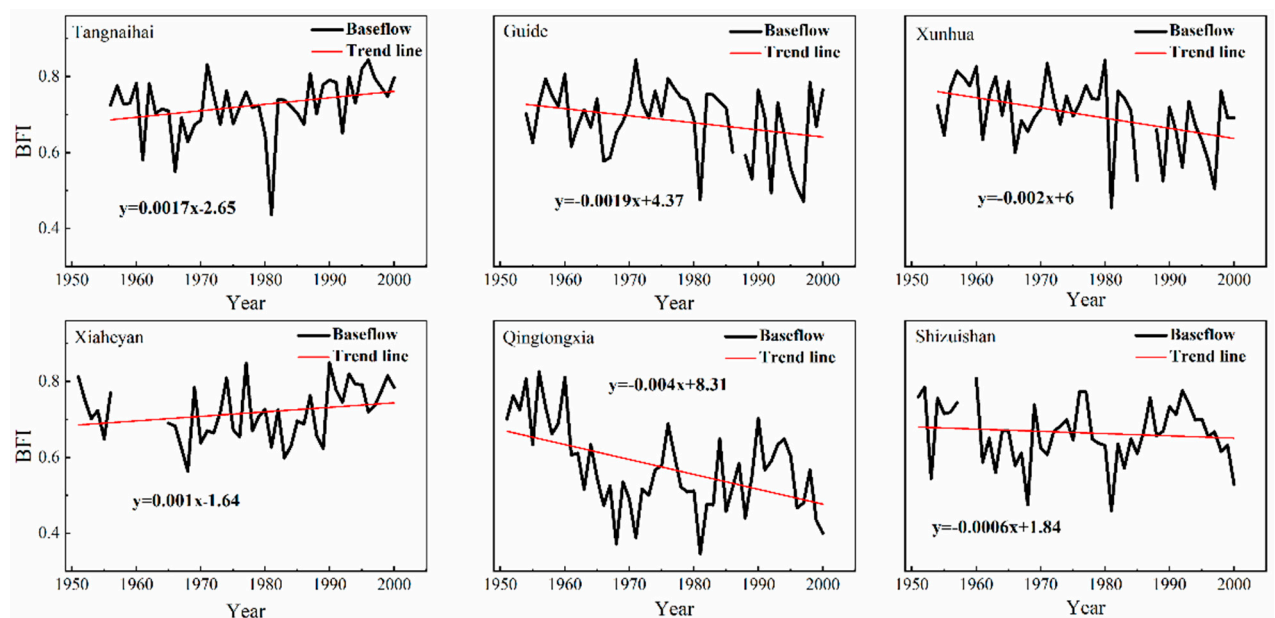 Tangnaihai
Baseflow
Trend line
BFI
0.8
0.6
0.4
y=0.0017x-2.65
1950 1960 1970 1980 1990 2000
Year
Guide
Baseflow
Trend line
y=-0.0019x+4.37
1950 1960 1970 1980 1990 2000
Year
Xunhua
Baseflow
Trend line
y=-0.002x+6
1950 1960 1970 1980 1990 2000
Year
Xiaheyan
Baseflow
Trend line
BFI
0.8
0.6
0.4
y=0.001x-1.64
1950 1960 1970 1980 1990 2000
Year
Qingtongxia
Baseflow
Trend line
y=-0.004x+8.31
1950 1960 1970 1980 1990 2000
Year
Shizuishan
Baseflow
Trend line
y=-0.0006x+1.84
1950 1960 1970 1980 1990 2000
Year